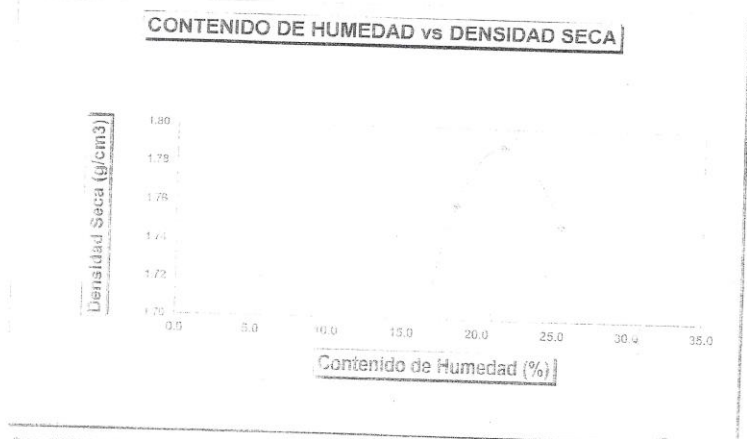 CONTENIDO DE HUMEDAD vs DENSIDAD SECA
Densidad Seca (g/cm3)
1.80
1.78
1.76
1.74
1.72
1.70
0.0 5.0 10.0 15.0 20.0 25.0 30.0 35.0
Contenido de Humedad (%)